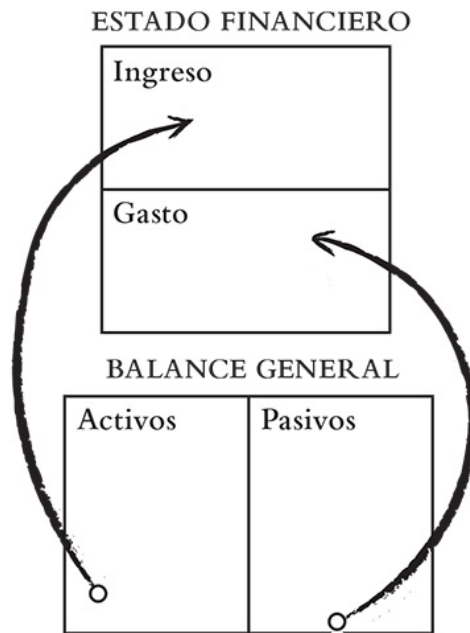 ESTADO FINANCIERO
Ingreso
Gasto
BALANCE GENERAL
Activos
Pasivos